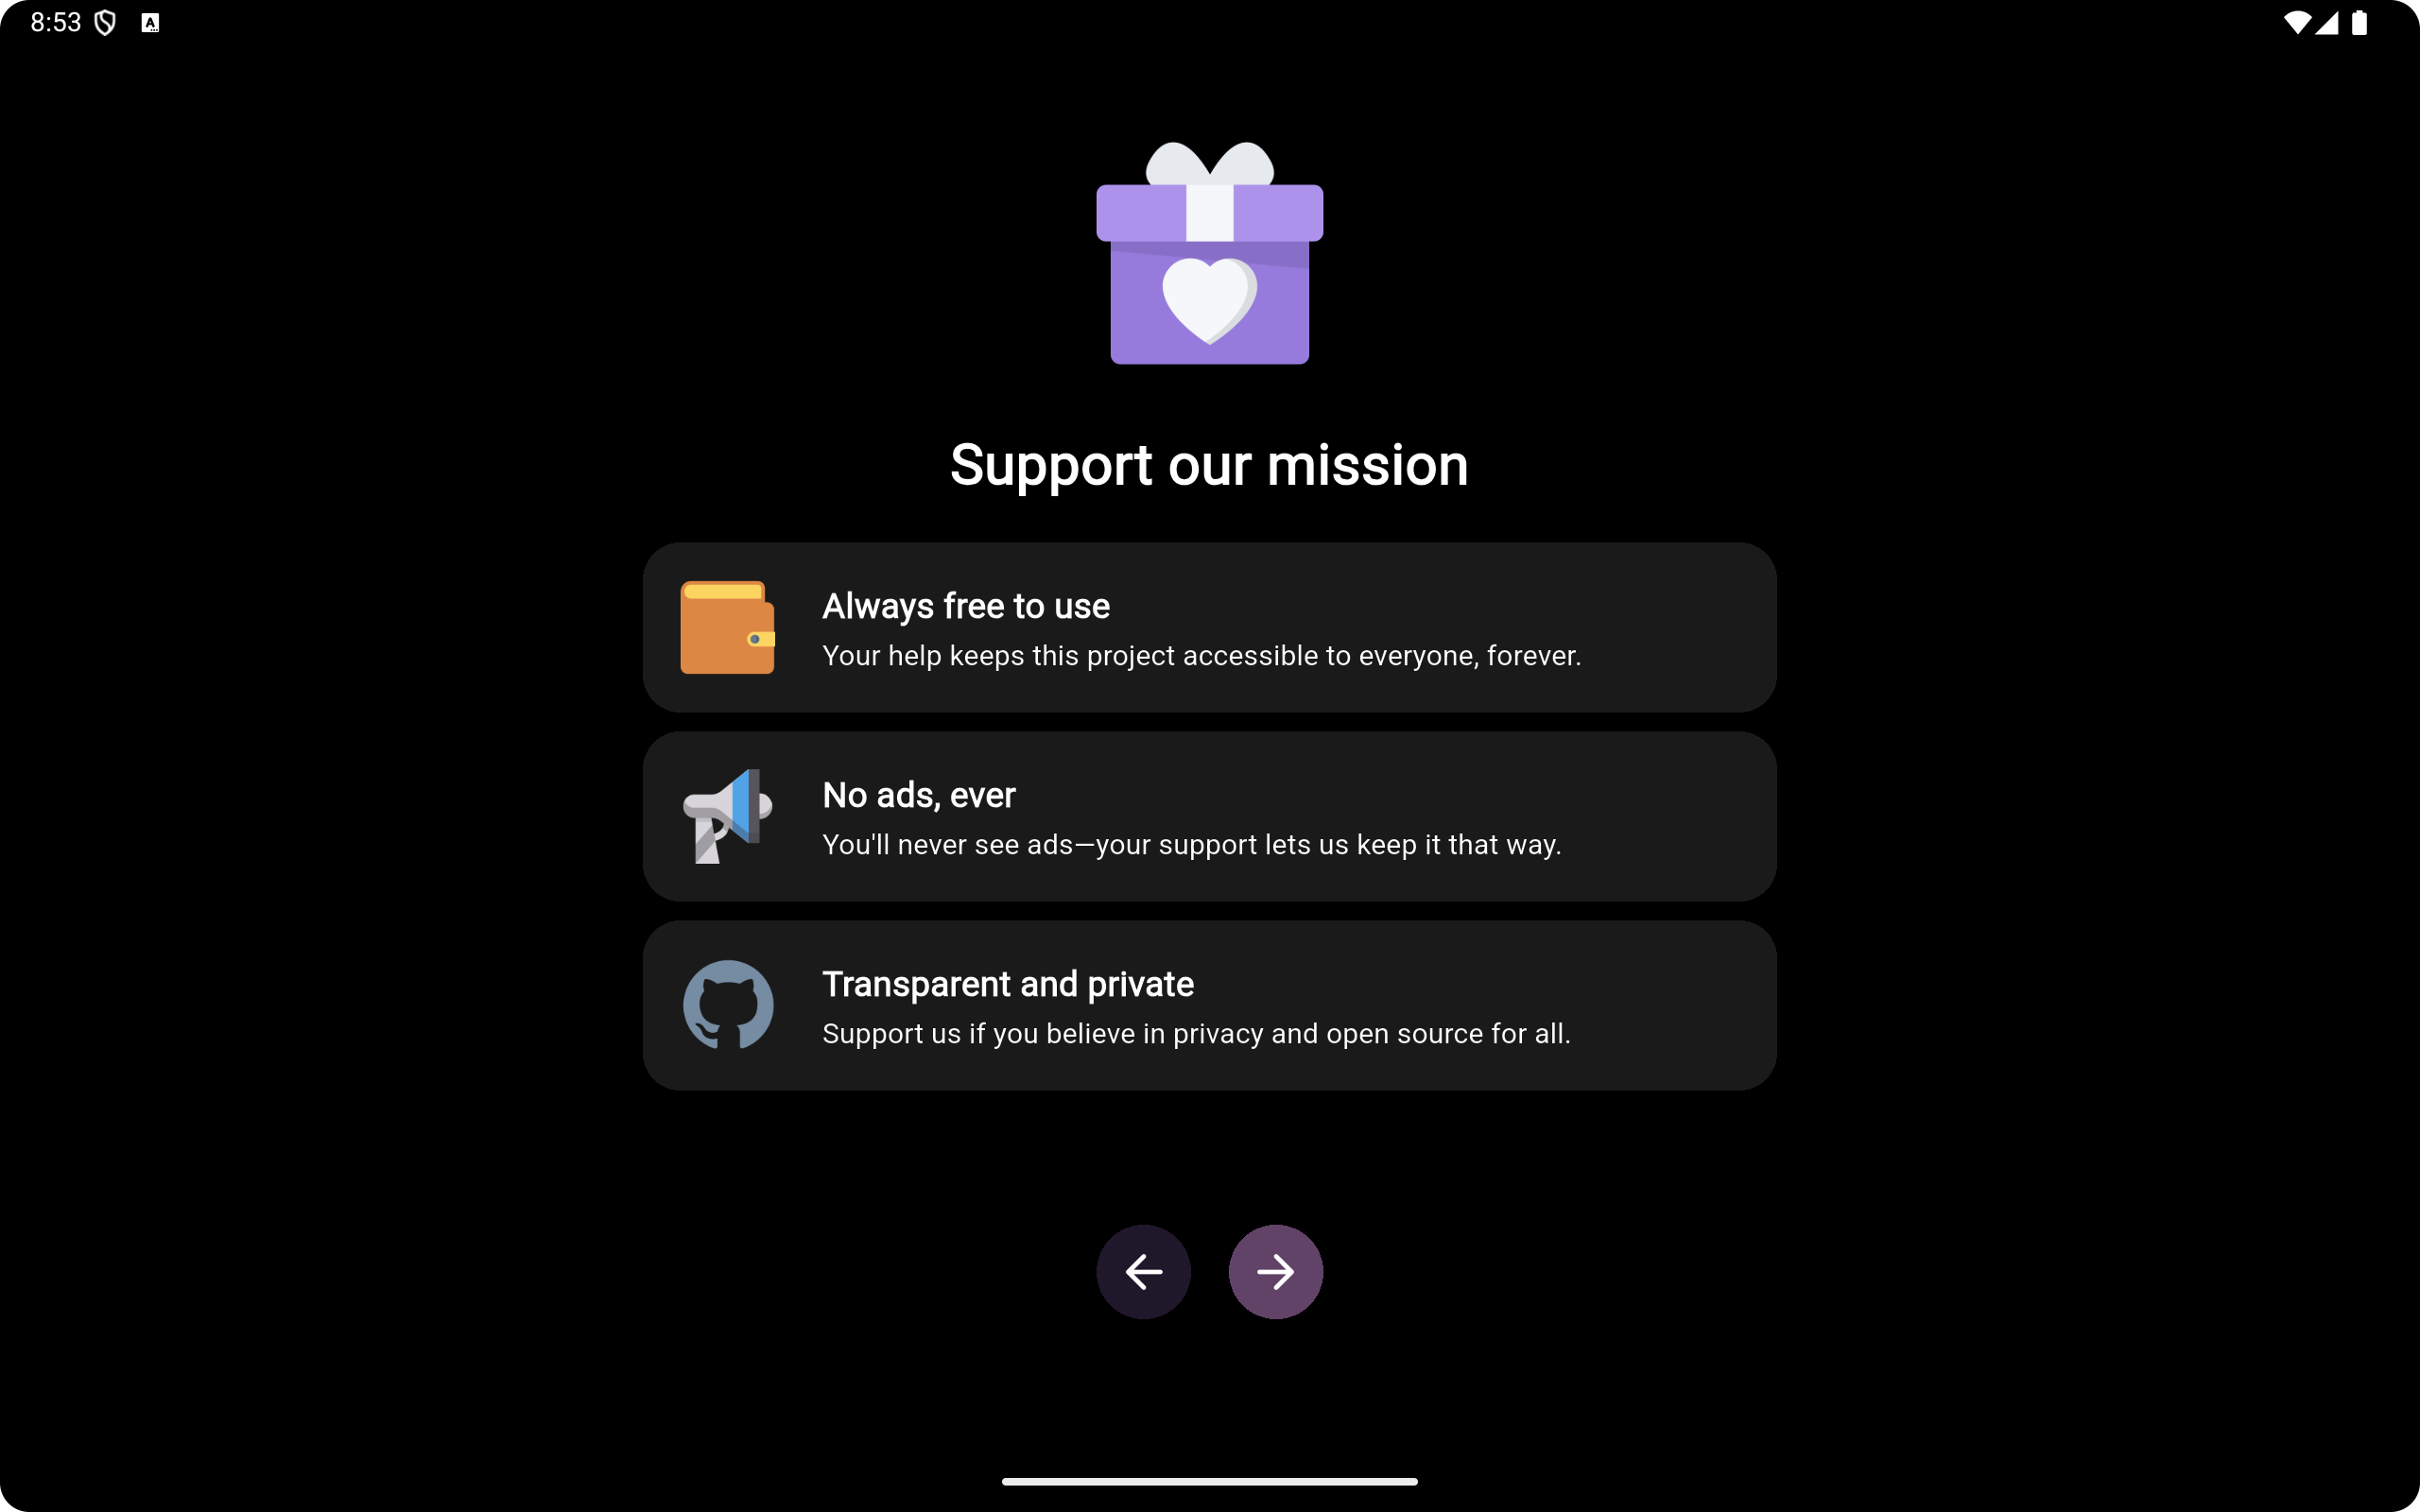 8:53
Support our mission
Always free to use
Your help keeps this project accessible to everyone, forever.
No ads, ever
You'll never see ads—your support lets us keep it that way.
Transparent and private
Support us if you believe in privacy and open source for all.